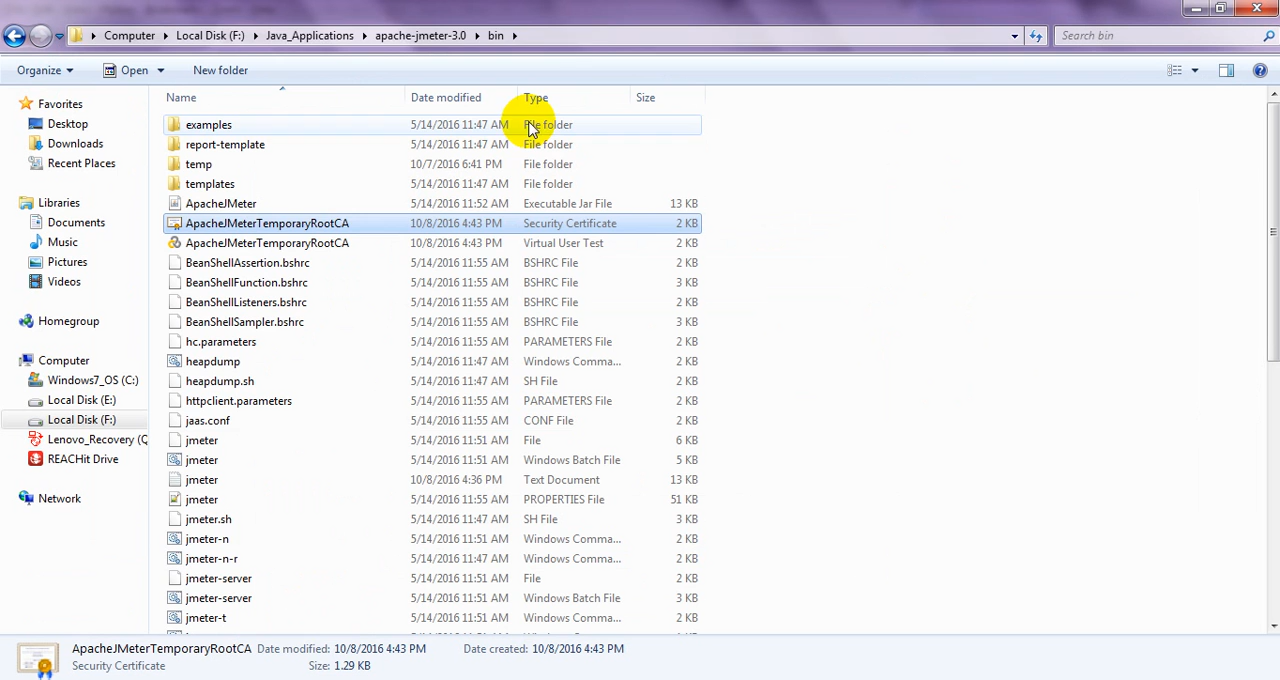 Computer Local Disk (F:) Java_Applications apache-jmeter-3.0 bin Search bin
Organize Open New folder
Name Date modified Type Size
Favorites
Desktop
Downloads
Recent Places
Libraries
Documents
Music
Pictures
Videos
Homegroup
Computer
Windows7_OS (C:)
Local Disk (E:)
Local Disk (F:)
Lenovo_Recovery (Q
REACHit Drive
Network
examples 5/14/2016 11:47 AM File folder
report-template 5/14/2016 11:47 AM File folder
temp 10/7/2016 6:41 PM File folder
templates 5/14/2016 11:47 AM File folder
ApacheJMeter 5/14/2016 11:52 AM Executable Jar File 13 KB
ApacheJMeterTemporaryRootCA 10/8/2016 4:43 PM Security Certificate 2 KB
ApacheJMeterTemporaryRootCA 10/8/2016 4:43 PM Virtual User Test 2 KB
BeanShellAssertion.bshrc 5/14/2016 11:55 AM BSHRC File 2 KB
BeanShellFunction.bshrc 5/14/2016 11:55 AM BSHRC File 3 KB
BeanShellListeners.bshrc 5/14/2016 11:55 AM BSHRC File 2 KB
BeanShellSampler.bshrc 5/14/2016 11:55 AM BSHRC File 3 KB
hc.parameters 5/14/2016 11:55 AM PARAMETERS File 2 KB
heapdump 5/14/2016 11:47 AM Windows Comma... 2 KB
heapdump.sh 5/14/2016 11:47 AM SH File 2 KB
httpclient.parameters 5/14/2016 11:55 AM PARAMETERS File 2 KB
jaas.conf 5/14/2016 11:55 AM CONF File 2 KB
jmeter 5/14/2016 11:51 AM File 6 KB
jmeter 5/14/2016 11:51 AM Windows Batch File 5 KB
jmeter 10/8/2016 4:36 PM Text Document 13 KB
jmeter 5/14/2016 11:55 AM PROPERTIES File 51 KB
jmeter.sh 5/14/2016 11:47 AM SH File 3 KB
jmeter-n 5/14/2016 11:51 AM Windows Comma... 2 KB
jmeter-n-r 5/14/2016 11:47 AM Windows Comma... 2 KB
jmeter-server 5/14/2016 11:51 AM File 2 KB
jmeter-server 5/14/2016 11:51 AM Windows Batch File 3 KB
jmeter-t 5/14/2016 11:51 AM Windows Comma... 2 KB
ApacheJMeterTemporaryRootCA Date modified: 10/8/2016 4:43 PM Date created: 10/8/2016 4:43 PM
Security Certificate Size: 1.29 KB